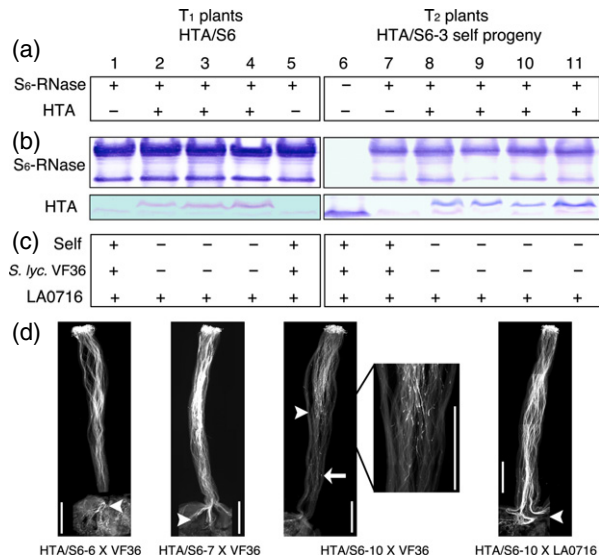 T1 plants
HTA/S6
T2 plants
HTA/S6-3 self progeny
(a)
1 2 3 4 5 6 7 8 9 10 11
S6-RNase + + + + + − + + + + +
HTA − + + + − − − + + + +
(b)
S6-RNase
HTA
(c)
Self + − − − + + + − − − −
S. lyc. VF36 + − − − + + + − − − −
LA0716 + + + + + + + + + + +
(d)
HTA/S6-6 X VF36 HTA/S6-7 X VF36 HTA/S6-10 X VF36 HTA/S6-10 X LA0716